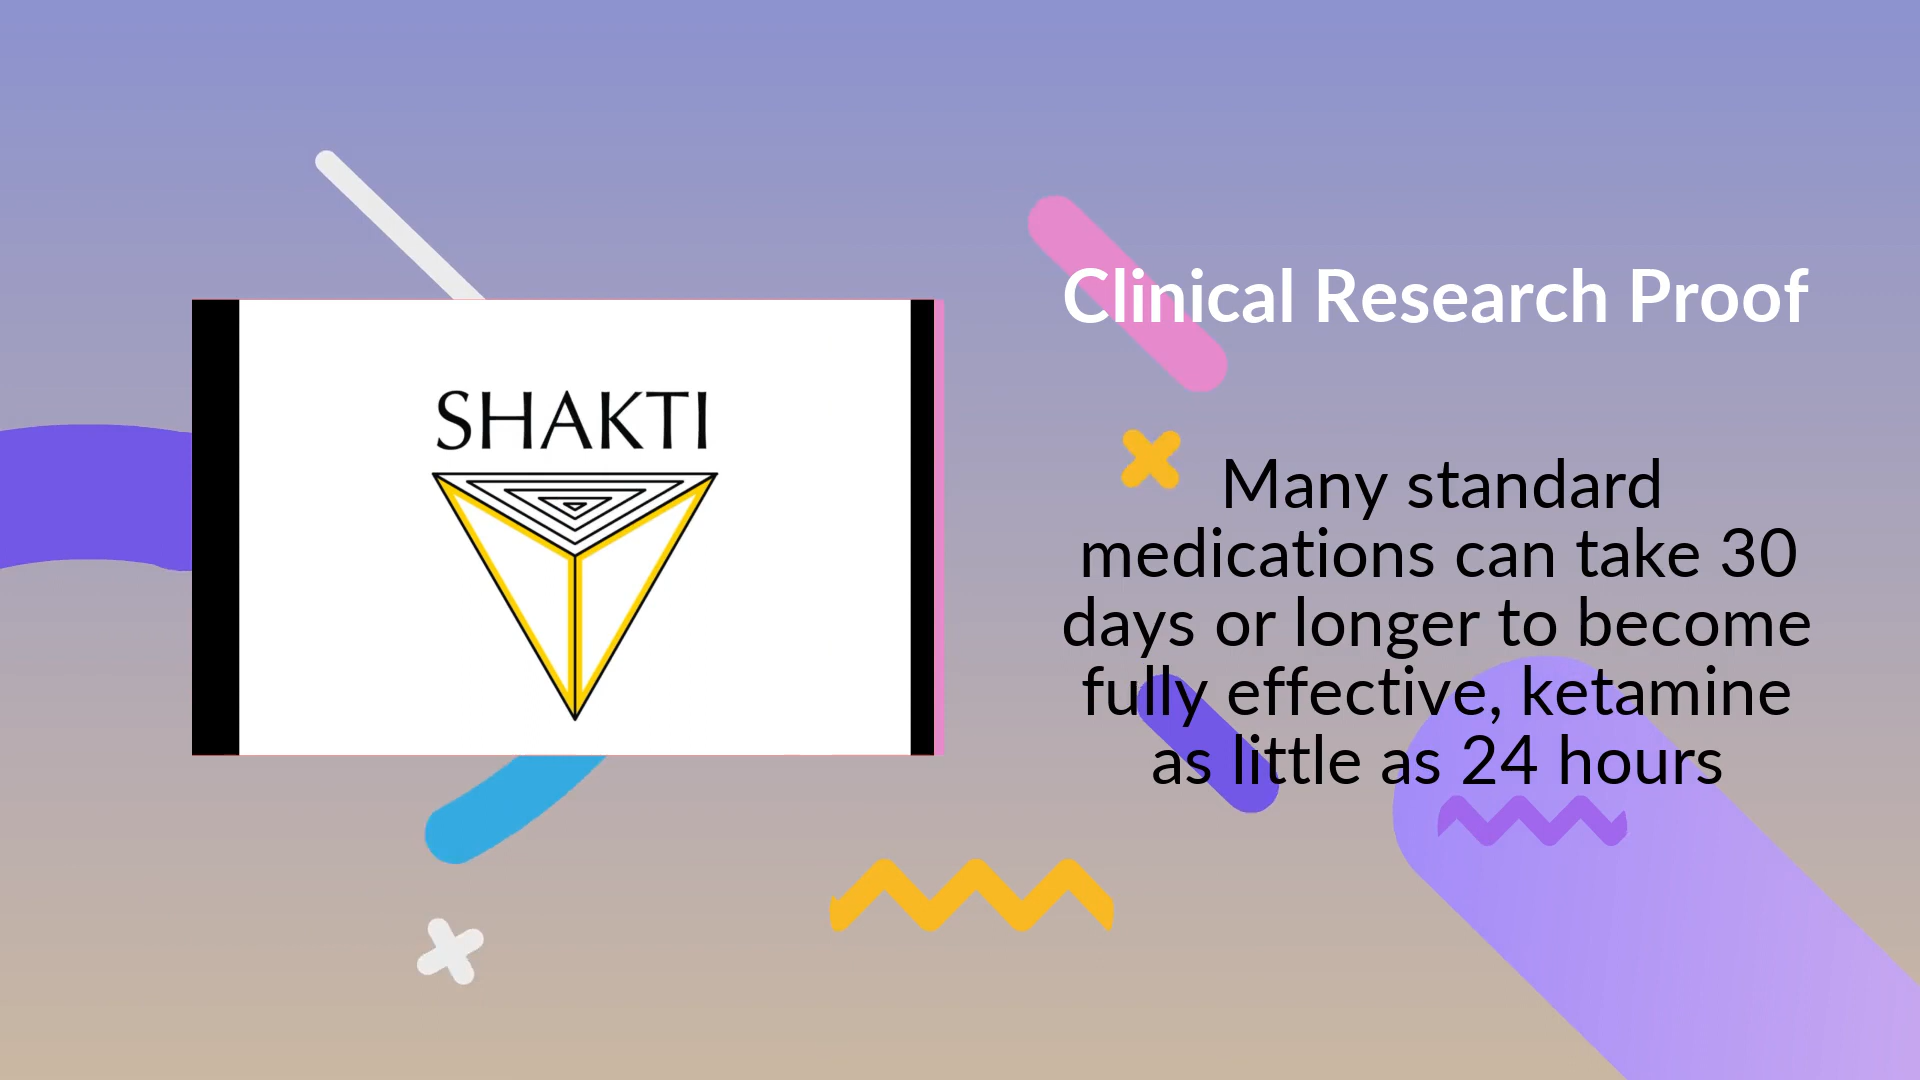 SHAKTI
Clinical Research Proof
Many standard
medications can take 30
days or longer to become
fully effective, ketamine
as little as 24 hours